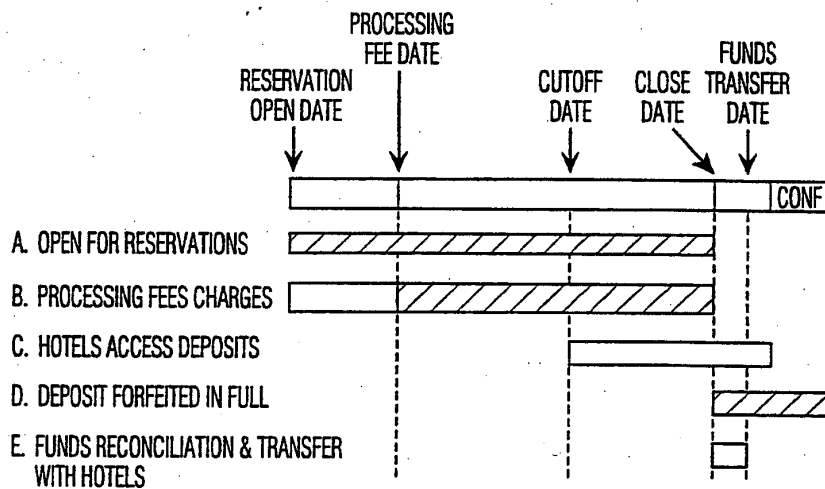 PROCESSING
FEE DATE
RESERVATION
OPEN DATE
CUTOFF
DATE
CLOSE
DATE
FUNDS
TRANSFER
DATE
CONF
A. OPEN FOR RESERVATIONS
B. PROCESSING FEES CHARGES
C. HOTELS ACCESS DEPOSITS
D. DEPOSIT FORFEITED IN FULL
E. FUNDS RECONCILIATION & TRANSFER
WITH HOTELS